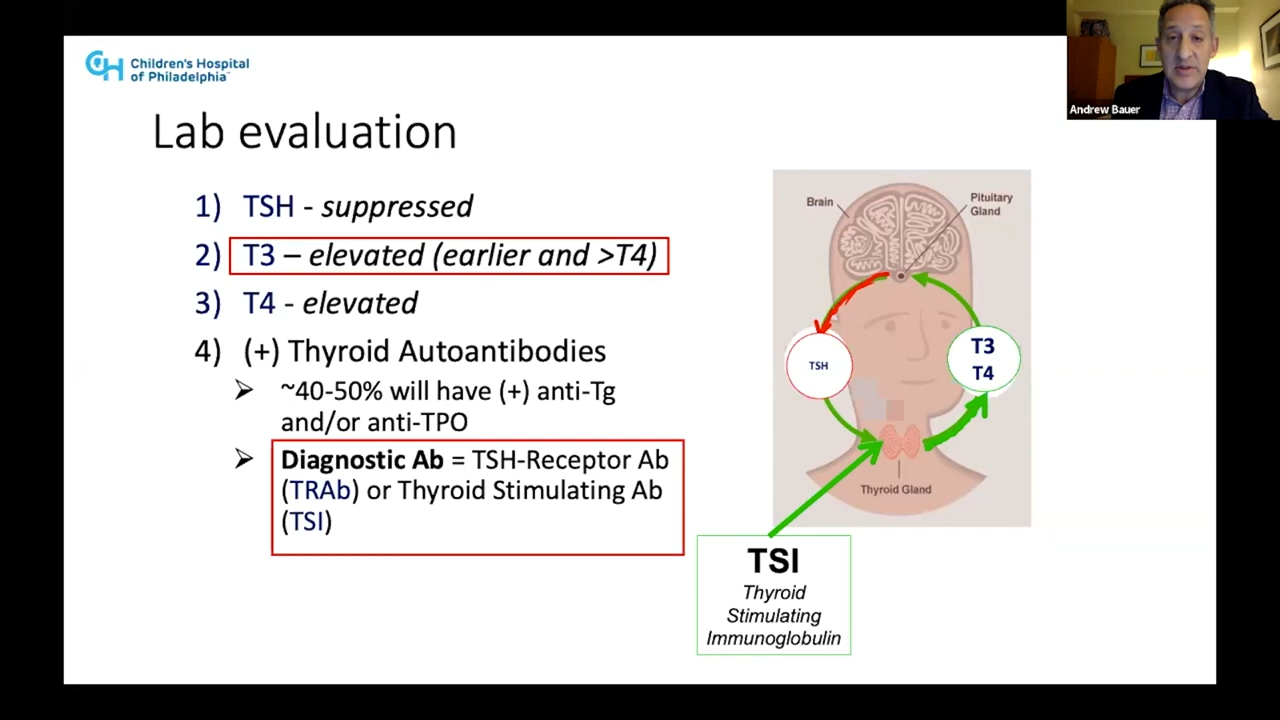 Children's Hospital
of Philadelphia™
Andrew Bauer
Lab evaluation
1) TSH - suppressed
2) T3 – elevated (earlier and >T4)
3) T4 - elevated
4) (+) Thyroid Autoantibodies
➢ ~40-50% will have (+) anti-Tg
and/or anti-TPO
➢ Diagnostic Ab = TSH-Receptor Ab
(TRAb) or Thyroid Stimulating Ab
(TSI)
Brain
Pituitary
Gland
TSH
T3
T4
Thyroid Gland
TSI
Thyroid
Stimulating
Immunoglobulin